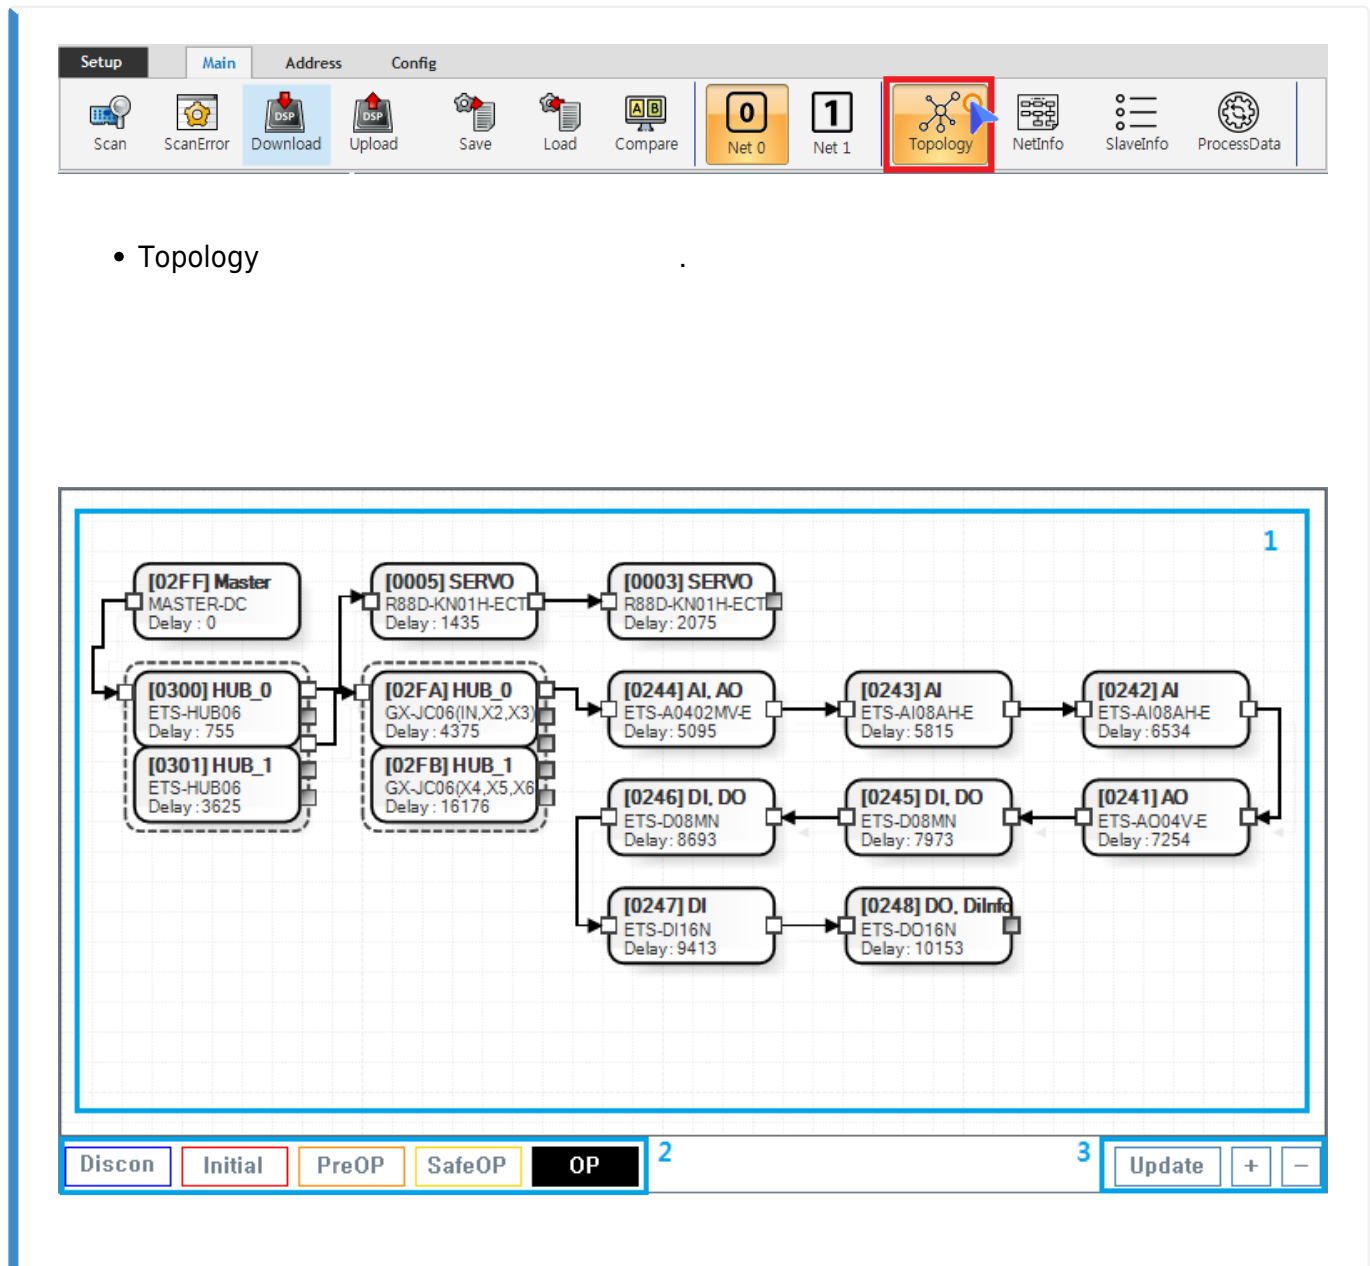 Setup Main Address Config
Scan ScanError Download Upload Save Load Compare Net 0 Net 1 Topology NetInfo SlaveInfo ProcessData
DSP DSP A B 0 1
• Topology .
1
[02FF] Master
MASTER-DC
Delay : 0
[0005] SERVO
R88D-KN01H-ECT
Delay : 1435
[0003] SERVO
R88D-KN01H-ECT
Delay : 2075
[0300] HUB_0
ETS-HUB06
Delay : 755
[0301] HUB_1
ETS-HUB06
Delay : 3625
[02FA] HUB_0
GX-JC06(IN,X2,X3)
Delay : 4375
[02FB] HUB_1
GX-JC06(X4,X5,X6
Delay : 16176
[0244] AI, AO
ETS-A0402MV-E
Delay : 5095
[0243] AI
ETS-AI08AH-E
Delay : 5815
[0242] AI
ETS-AI08AH-E
Delay : 6534
[0246] DI, DO
ETS-D08MN
Delay : 8693
[0245] DI, DO
ETS-D08MN
Delay : 7973
[0241] AO
ETS-AO04V-E
Delay : 7254
[0247] DI
ETS-DI16N
Delay : 9413
[0248] DO, DiInfo
ETS-DO16N
Delay : 10153
Discon Initial PreOP SafeOP OP 2 3 Update + −